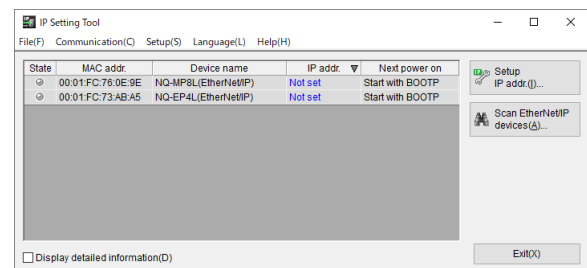 IP Setting Tool
File(F) Communication(C) Setup(S) Language(L) Help(H)
State MAC addr. Device name IP addr. Next power on
00:01:FC:76:0E:9E NQ-MP8L(EtherNet/IP) Not set Start with BOOTP
00:01:FC:73:AB:A5 NQ-EP4L(EtherNet/IP) Not set Start with BOOTP
Setup
IP addr.(I)...
Scan EtherNet/IP
devices(A)...
Display detailed information(D)
Exit(X)